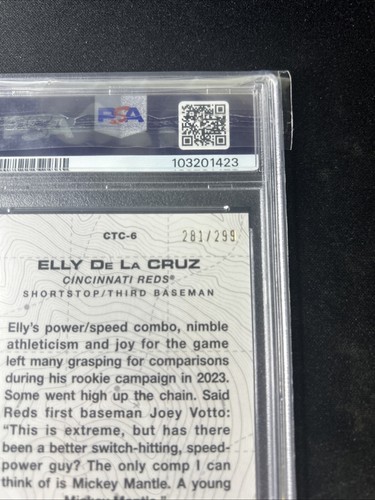 PSA
103201423
CTC-6
281/299
ELLY DE LA CRUZ
CINCINNATI REDS®
SHORTSTOP/THIRD BASEMAN
Elly's power/speed combo, nimble
athleticism and joy for the game
left many grasping for comparisons
during his rookie campaign in 2023.
Some went high up the chain. Said
Reds first baseman Joey Votto:
"This is extreme, but has there
been a better switch-hitting, speed-
power guy? The only comp I can
think of is Mickey Mantle. A young
Mickey Mantle."